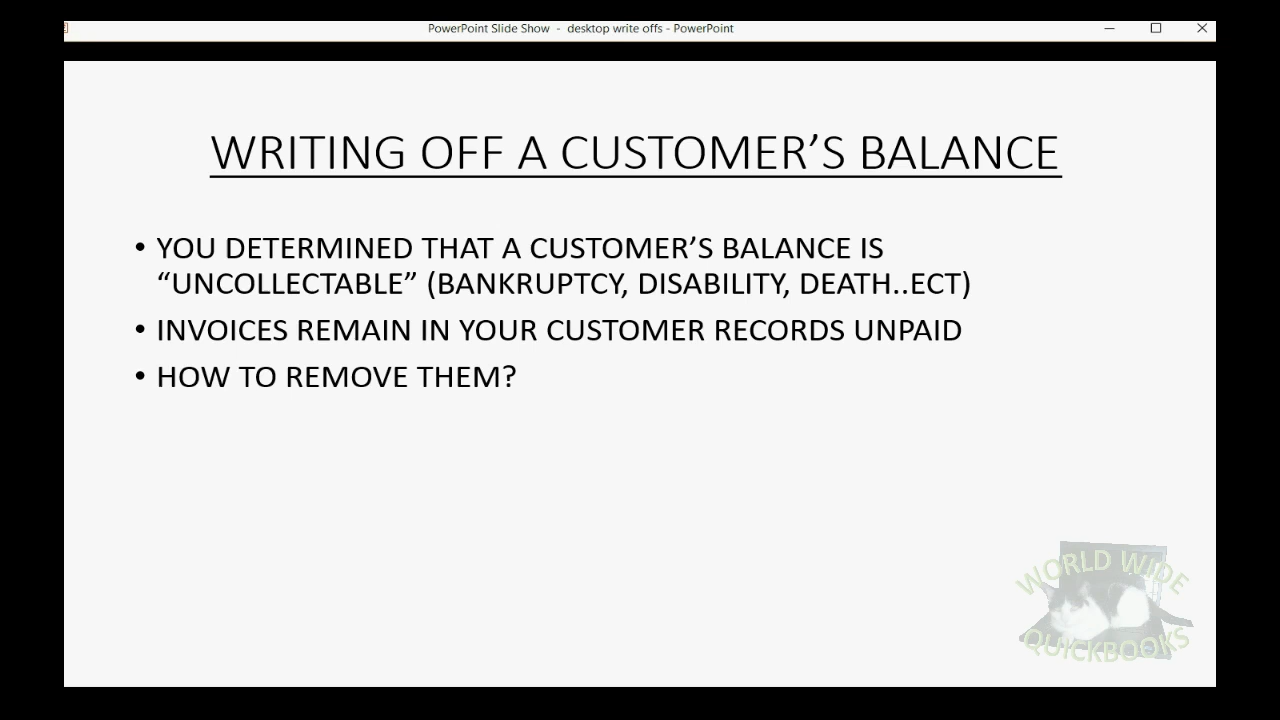 PowerPoint Slide Show - desktop write offs - PowerPoint
WRITING OFF A CUSTOMER’S BALANCE
• YOU DETERMINED THAT A CUSTOMER’S BALANCE IS
“UNCOLLECTABLE” (BANKRUPTCY, DISABILITY, DEATH..ECT)
• INVOICES REMAIN IN YOUR CUSTOMER RECORDS UNPAID
• HOW TO REMOVE THEM?
WORLD WIDE
QUICKBOOKS